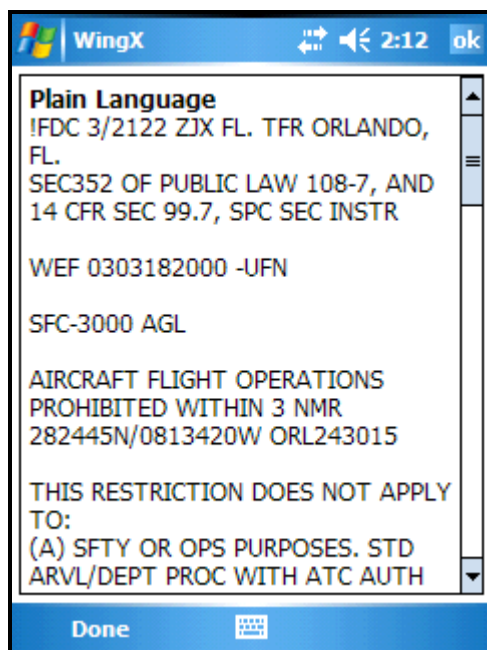 WingX 2:12 ok
Plain Language
!FDC 3/2122 ZJX FL. TFR ORLANDO,
FL.
SEC352 OF PUBLIC LAW 108-7, AND
14 CFR SEC 99.7, SPC SEC INSTR
WEF 0303182000 -UFN
SFC-3000 AGL
AIRCRAFT FLIGHT OPERATIONS
PROHIBITED WITHIN 3 NMR
282445N/0813420W ORL243015
THIS RESTRICTION DOES NOT APPLY
TO:
(A) SFTY OR OPS PURPOSES. STD
ARVL/DEPT PROC WITH ATC AUTH
Done